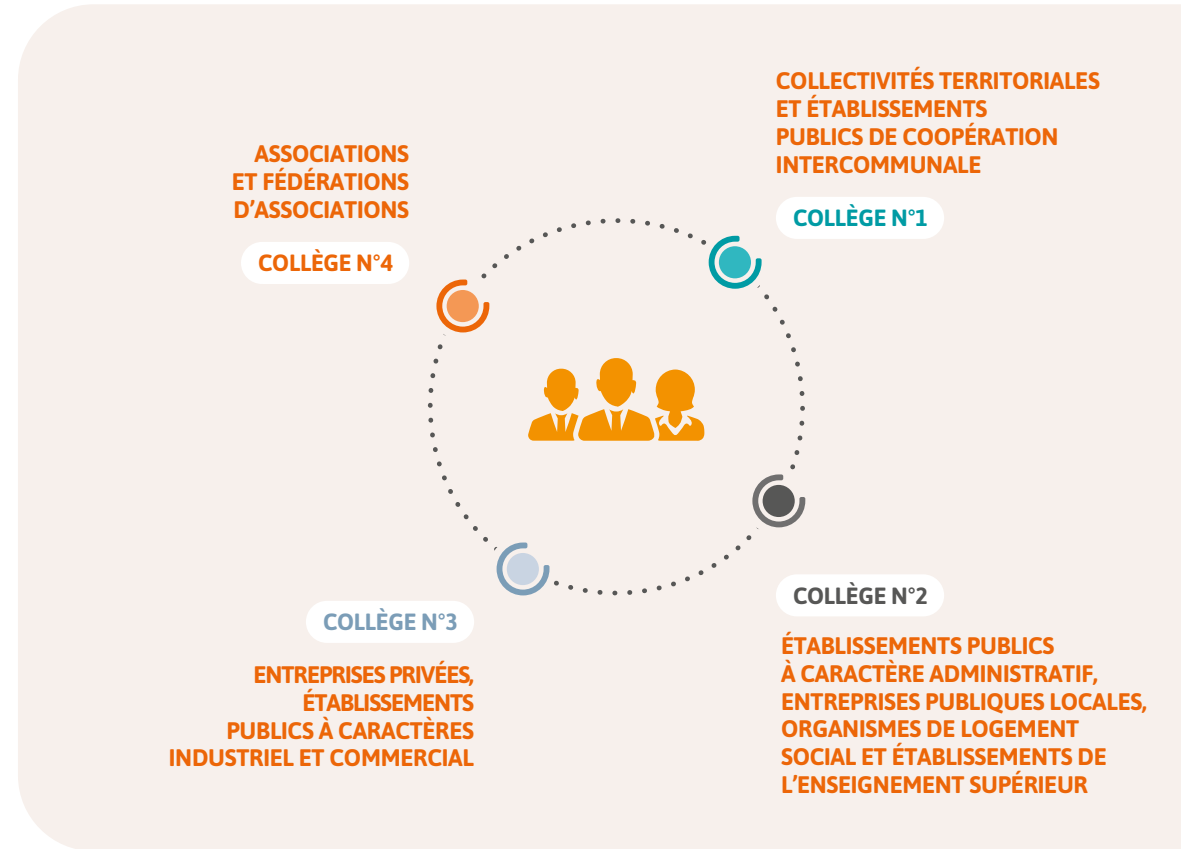 COLLECTIVITÉS TERRITORIALES
ET ÉTABLISSEMENTS
PUBLICS DE COOPÉRATION
INTERCOMMUNALE
COLLÈGE N°1
COLLÈGE N°2
ÉTABLISSEMENTS PUBLICS
À CARACTÈRE ADMINISTRATIF,
ENTREPRISES PUBLIQUES LOCALES,
ORGANISMES DE LOGEMENT
SOCIAL ET ÉTABLISSEMENTS DE
L’ENSEIGNEMENT SUPÉRIEUR
COLLÈGE N°3
ENTREPRISES PRIVÉES,
ÉTABLISSEMENTS
PUBLICS À CARACTÈRES
INDUSTRIEL ET COMMERCIAL
ASSOCIATIONS
ET FÉDÉRATIONS
D’ASSOCIATIONS
COLLÈGE N°4